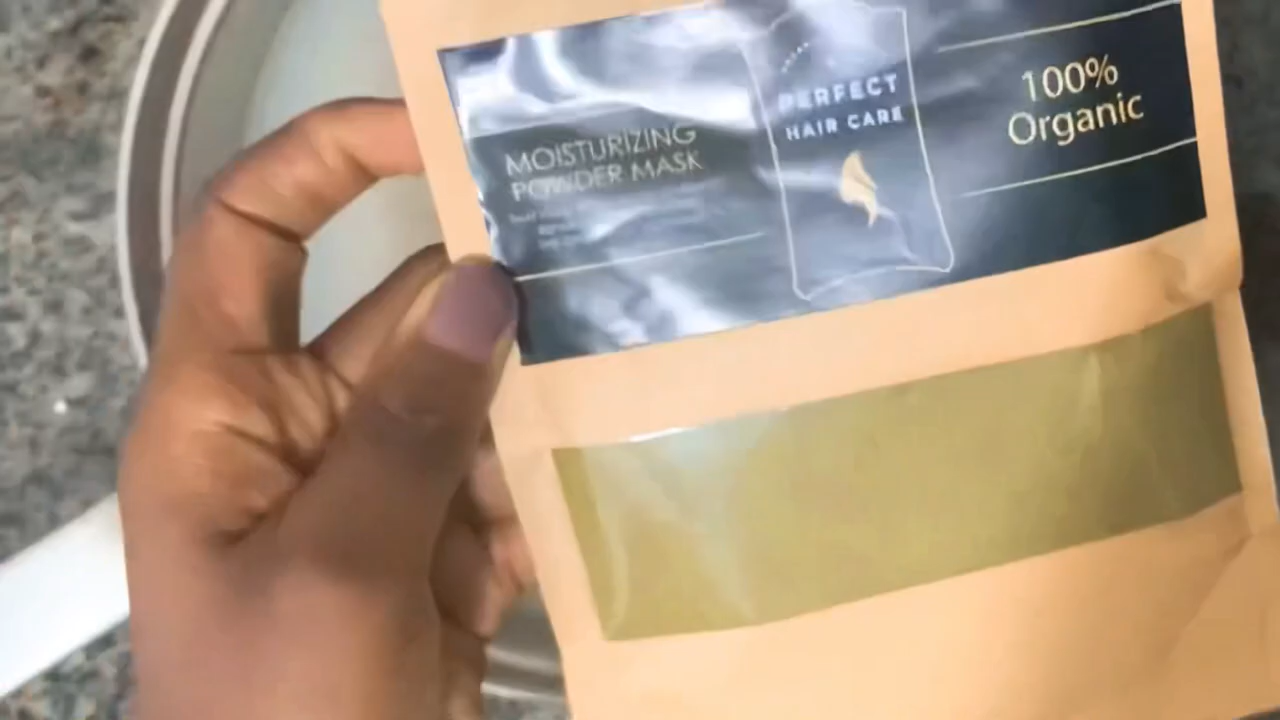 MOISTURIZING
POWDER MASK
PERFECT
HAIR CARE
100%
Organic